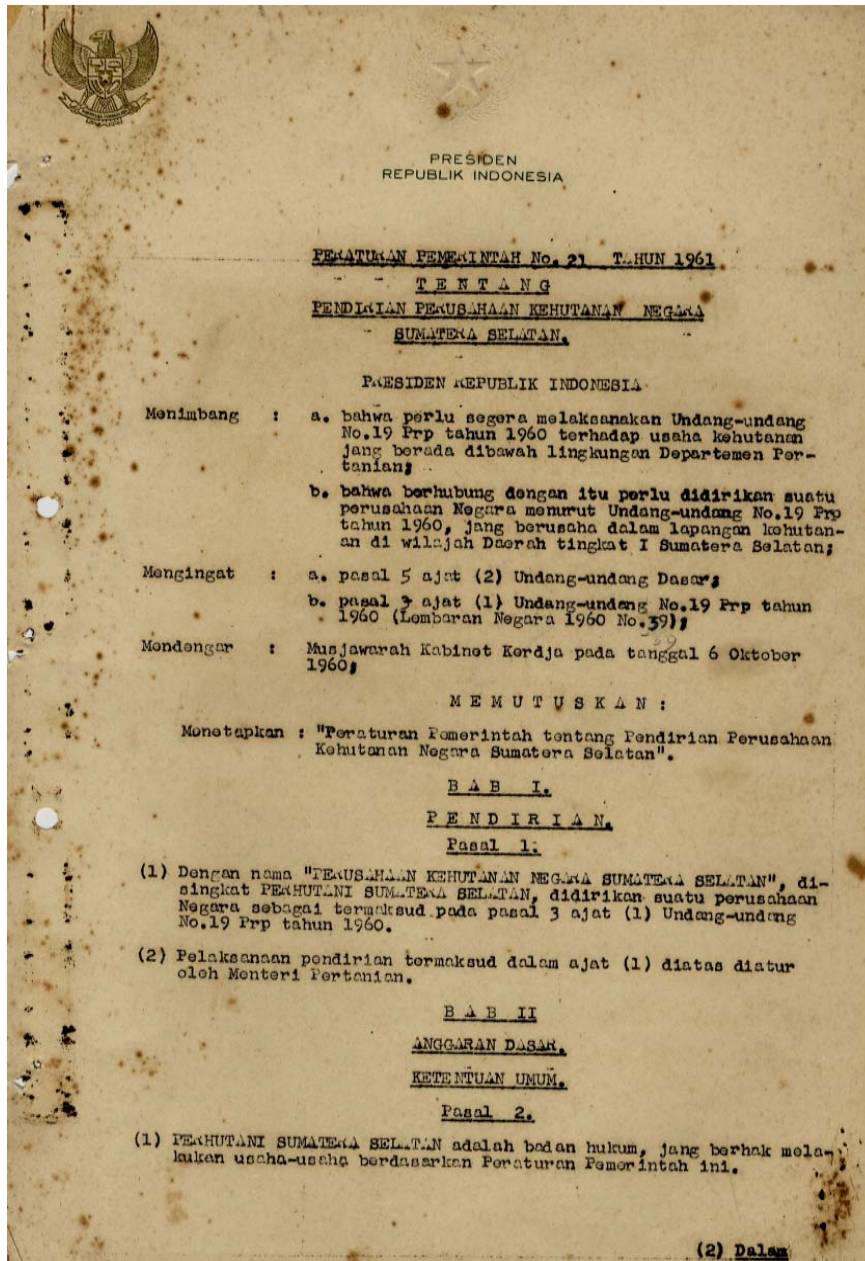 PRESIDEN
REPUBLIK INDONESIA
PERATURAN PEMERINTAH No. 21 TAHUN 1961
T E N T A N G
PENDIRIAN PERUSAHAAN KEHUTANAN NEGARA
SUMATERA SELATAN.
PRESIDEN REPUBLIK INDONESIA
Menimbang : a. bahwa perlu segera melaksanakan Undang-undang
No.19 Prp tahun 1960 terhadap usaha kehutanan
jang berada dibawah lingkungan Departemen Per-
tanian;
b. bahwa berhubung dengan itu perlu didirikan suatu
perusahaan Negara menurut Undang-undang No.19 Prp
tahun 1960, jang berusaha dalam lapangan kehutan-
an di wilajah Daerah tingkat I Sumatera Selatan;
Mengingat : a. pasal 5 ajat (2) Undang-undang Dasar;
b. pasal 3 ajat (1) Undang-undang No.19 Prp tahun
1960 (Lembaran Negara 1960 No.59);
Mendengar : Musjawarah Kabinet Kerdja pada tanggal 6 Oktober
1960;
M E M U T U S K A N :
Menetapkan : "Peraturan Pemerintah tentang Pendirian Perusahaan
Kehutanan Negara Sumatera Selatan".
B A B I.
P E N D I R I A N.
Pasal 1.
(1) Dengan nama "PERUSAHAAN KEHUTANAN NEGARA SUMATERA SELATAN", di-
singkat PERHUTANI SUMATERA SELATAN, didirikan suatu perusahaan
Negara sebagai termaksud pada pasal 3 ajat (1) Undang-undang
No.19 Prp tahun 1960.
(2) Pelaksanaan pendirian termaksud dalam ajat (1) diatas diatur
oleh Menteri Pertanian.
B A B II
ANGGARAN DASAR.
KETENTUAN UMUM.
Pasal 2.
(1) PERHUTANI SUMATERA SELATAN adalah badan hukum, jang berhak mela-
kukan usaha-usaha berdasarkan Peraturan Pemerintah ini.
(2) Dalam